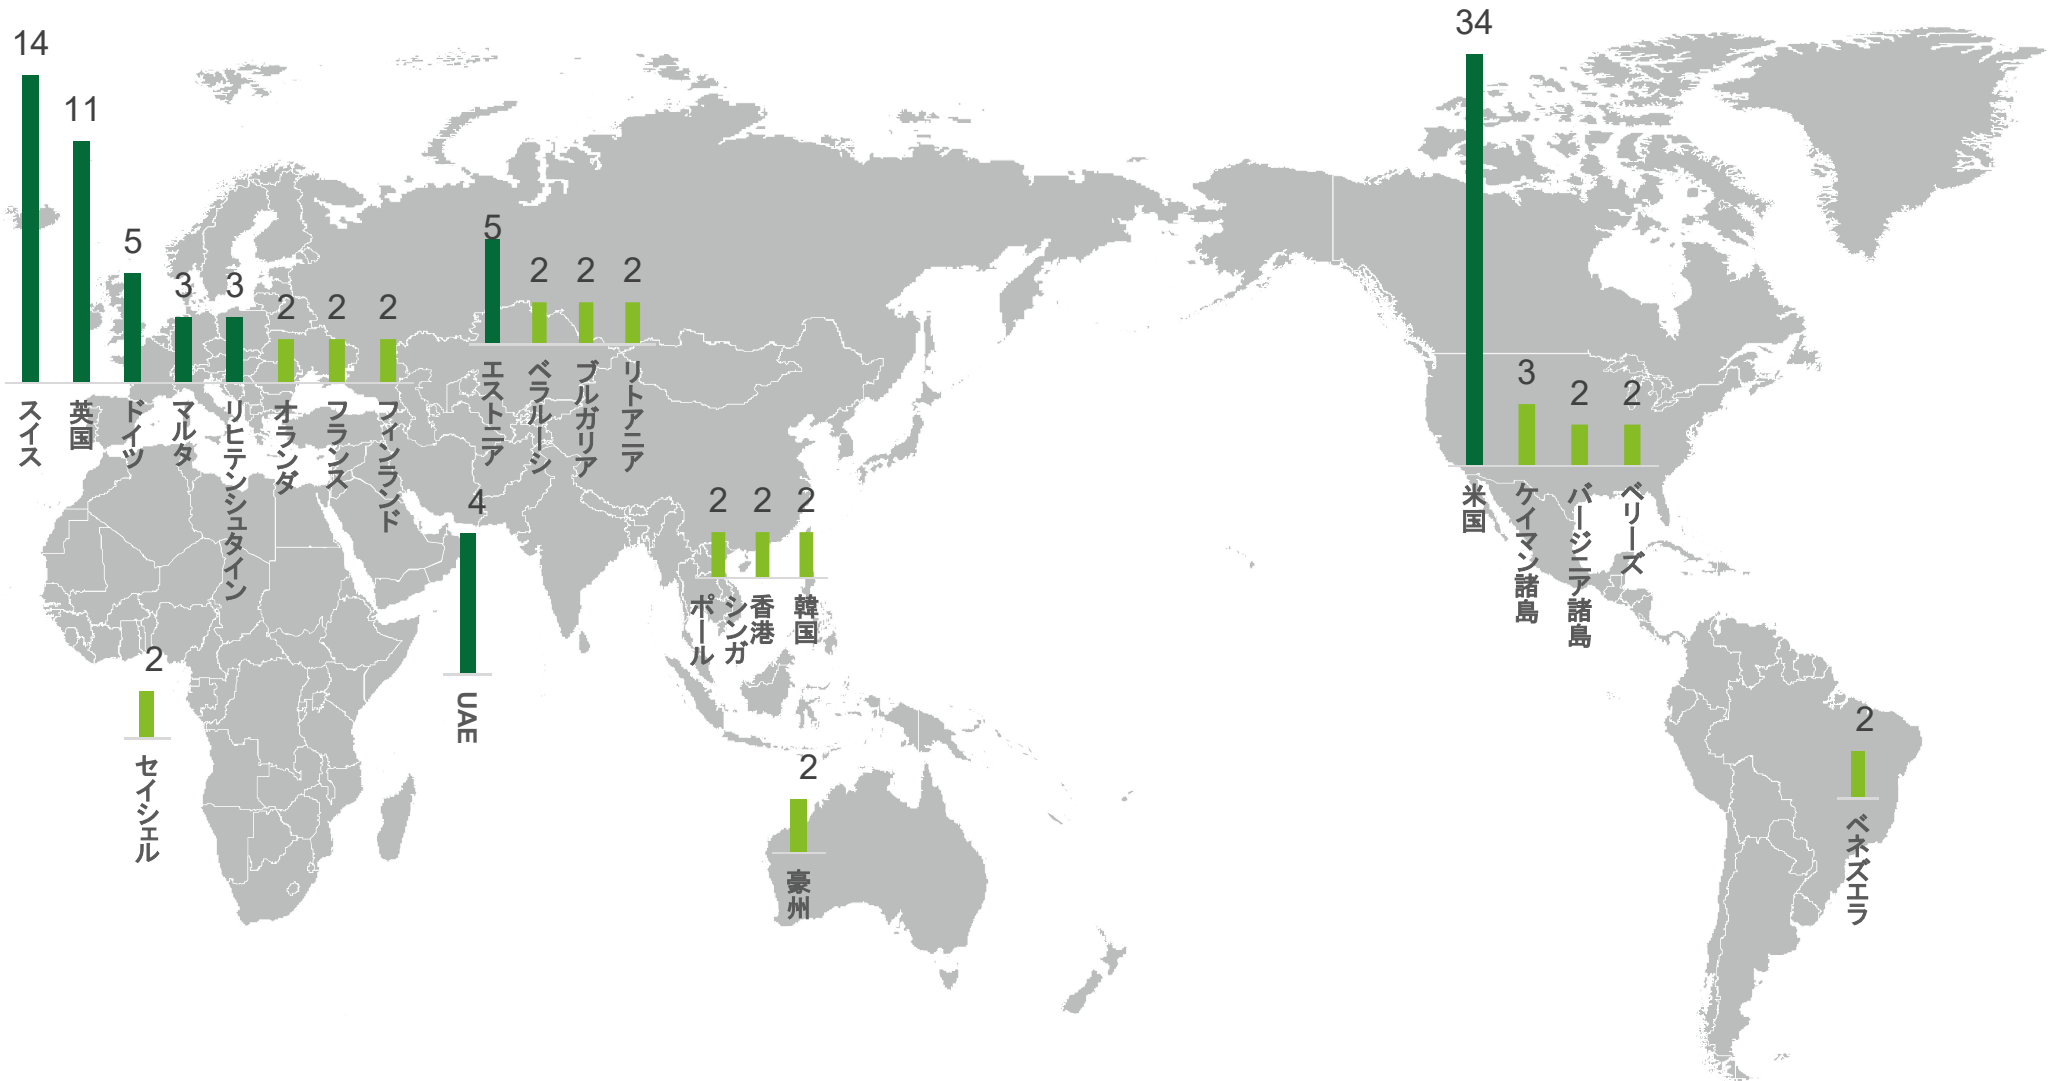 14
スイス
11
英国
5
ドイツ
3
マルタ
3
リヒテンシュタイン
2
オランダ
2
フランス
2
フィンランド
5
エストニア
2
ベラルーシ
2
ブルガリア
2
リトアニア
4
UAE
2
セイシェル
2
シンガ
ポール
2
香港
2
韓国
2
豪州
34
米国
3
ケイマン諸島
2
バージニア諸島
2
ベリーズ
2
ベネズエラ